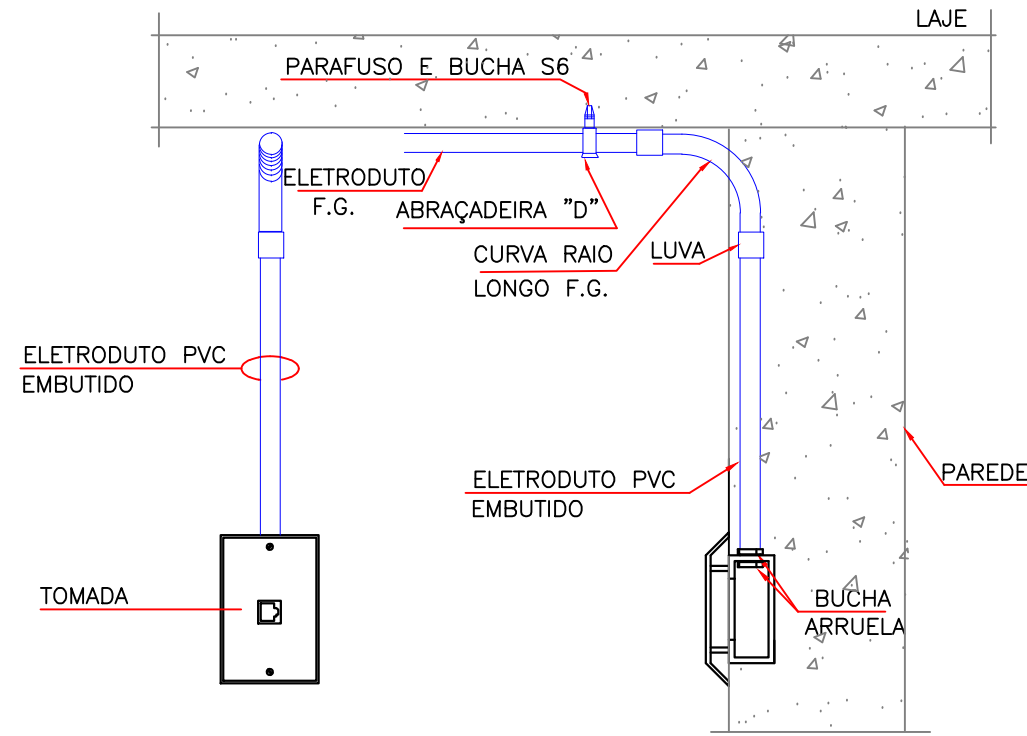 LAJE
PARAFUSO E BUCHA S6
ELETRODUTO
F.G.
ABRAÇADEIRA ”D”
CURVA RAIO
LONGO F.G.
LUVA
ELETRODUTO PVC
EMBUTIDO
PAREDE
ELETRODUTO PVC
EMBUTIDO
TOMADA
BUCHA
ARRUELA